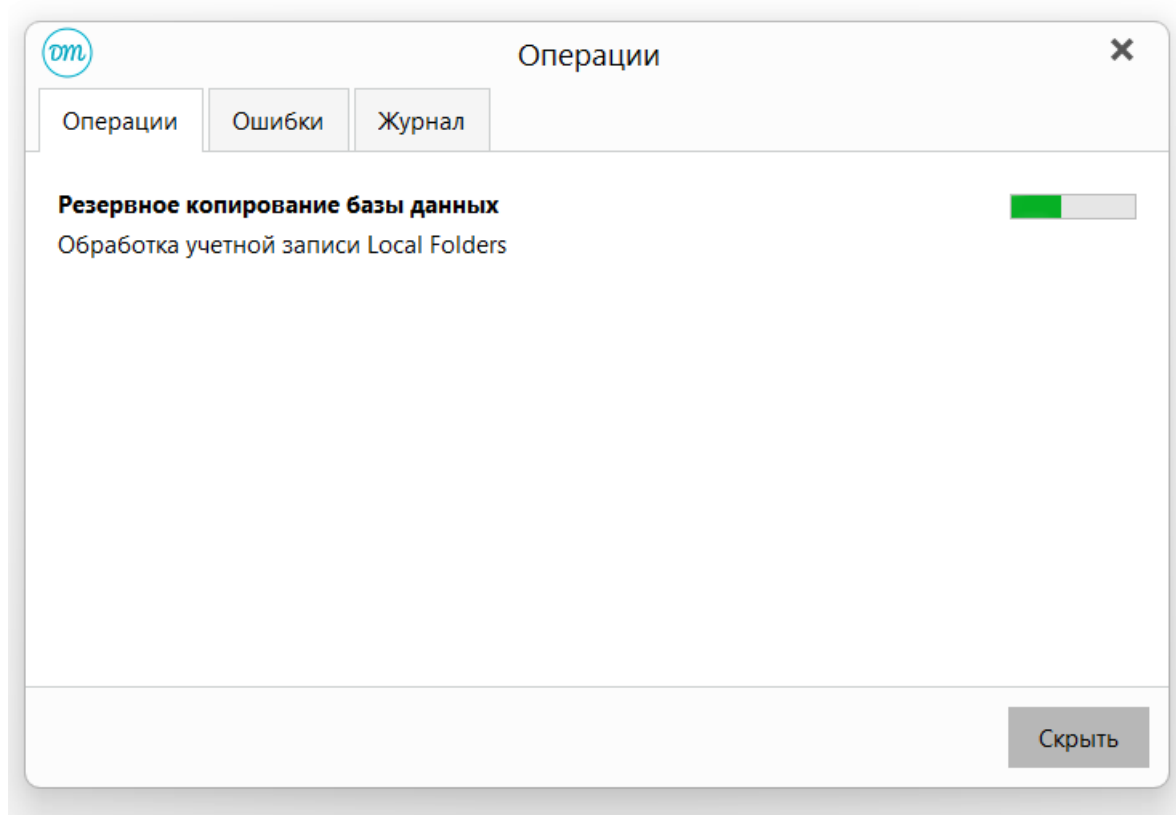 Операции
Операции Ошибки Журнал
Резервное копирование базы данных
Обработка учетной записи Local Folders
Скрыть